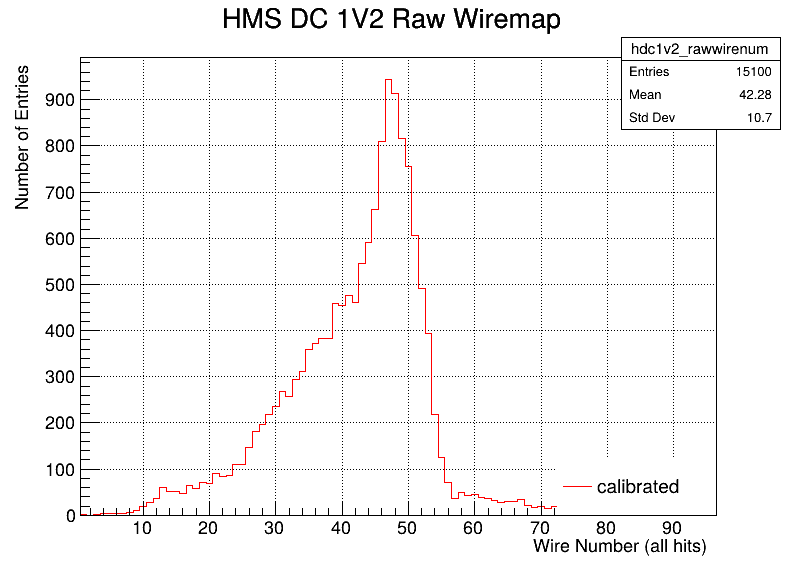 HMS DC 1V2 Raw Wiremap
hdc1v2_rawwirenum
Entries 15100
Mean 42.28
Std Dev 10.7
Number of Entries
900
800
700
600
500
400
300
200
100
0
calibrated
10 20 30 40 50 60 70 80 90
Wire Number (all hits)